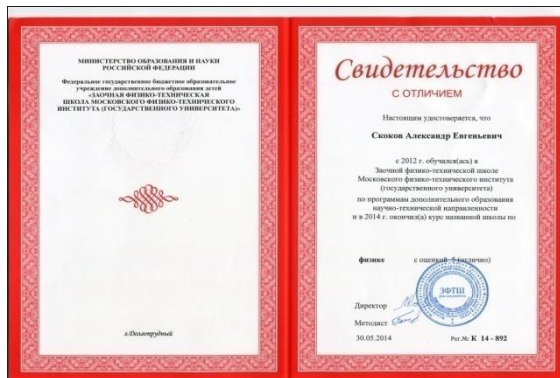 МИНИСТЕРСТВО ОБРАЗОВАНИЯ И НАУКИ
РОССИЙСКОЙ ФЕДЕРАЦИИ
Федеральное государственное бюджетное образовательное
учреждение дополнительного образования детей
«ЗАОЧНАЯ ФИЗИКО-ТЕХНИЧЕСКАЯ
ШКОЛА МОСКОВСКОГО ФИЗИКО-ТЕХНИЧЕСКОГО
ИНСТИТУТА (ГОСУДАРСТВЕННОГО УНИВЕРСИТЕТА)»
г.Долгопрудный
Свидетельство
С ОТЛИЧИЕМ
Настоящим удостоверяется, что
Скоков Александр Евгеньевич
с 2012 г. обучался(ась) в
Заочной физико-технической школе
Московского физико-технического института
(государственного университета)
по программам дополнительного образования
научно-технической направленности
и в 2014 г. окончил(а) курс названной школы по
физике с оценкой 5 (отлично)
ЗФТШ
Директор
Методист
30.05.2014 Рег.№ К 14 - 892